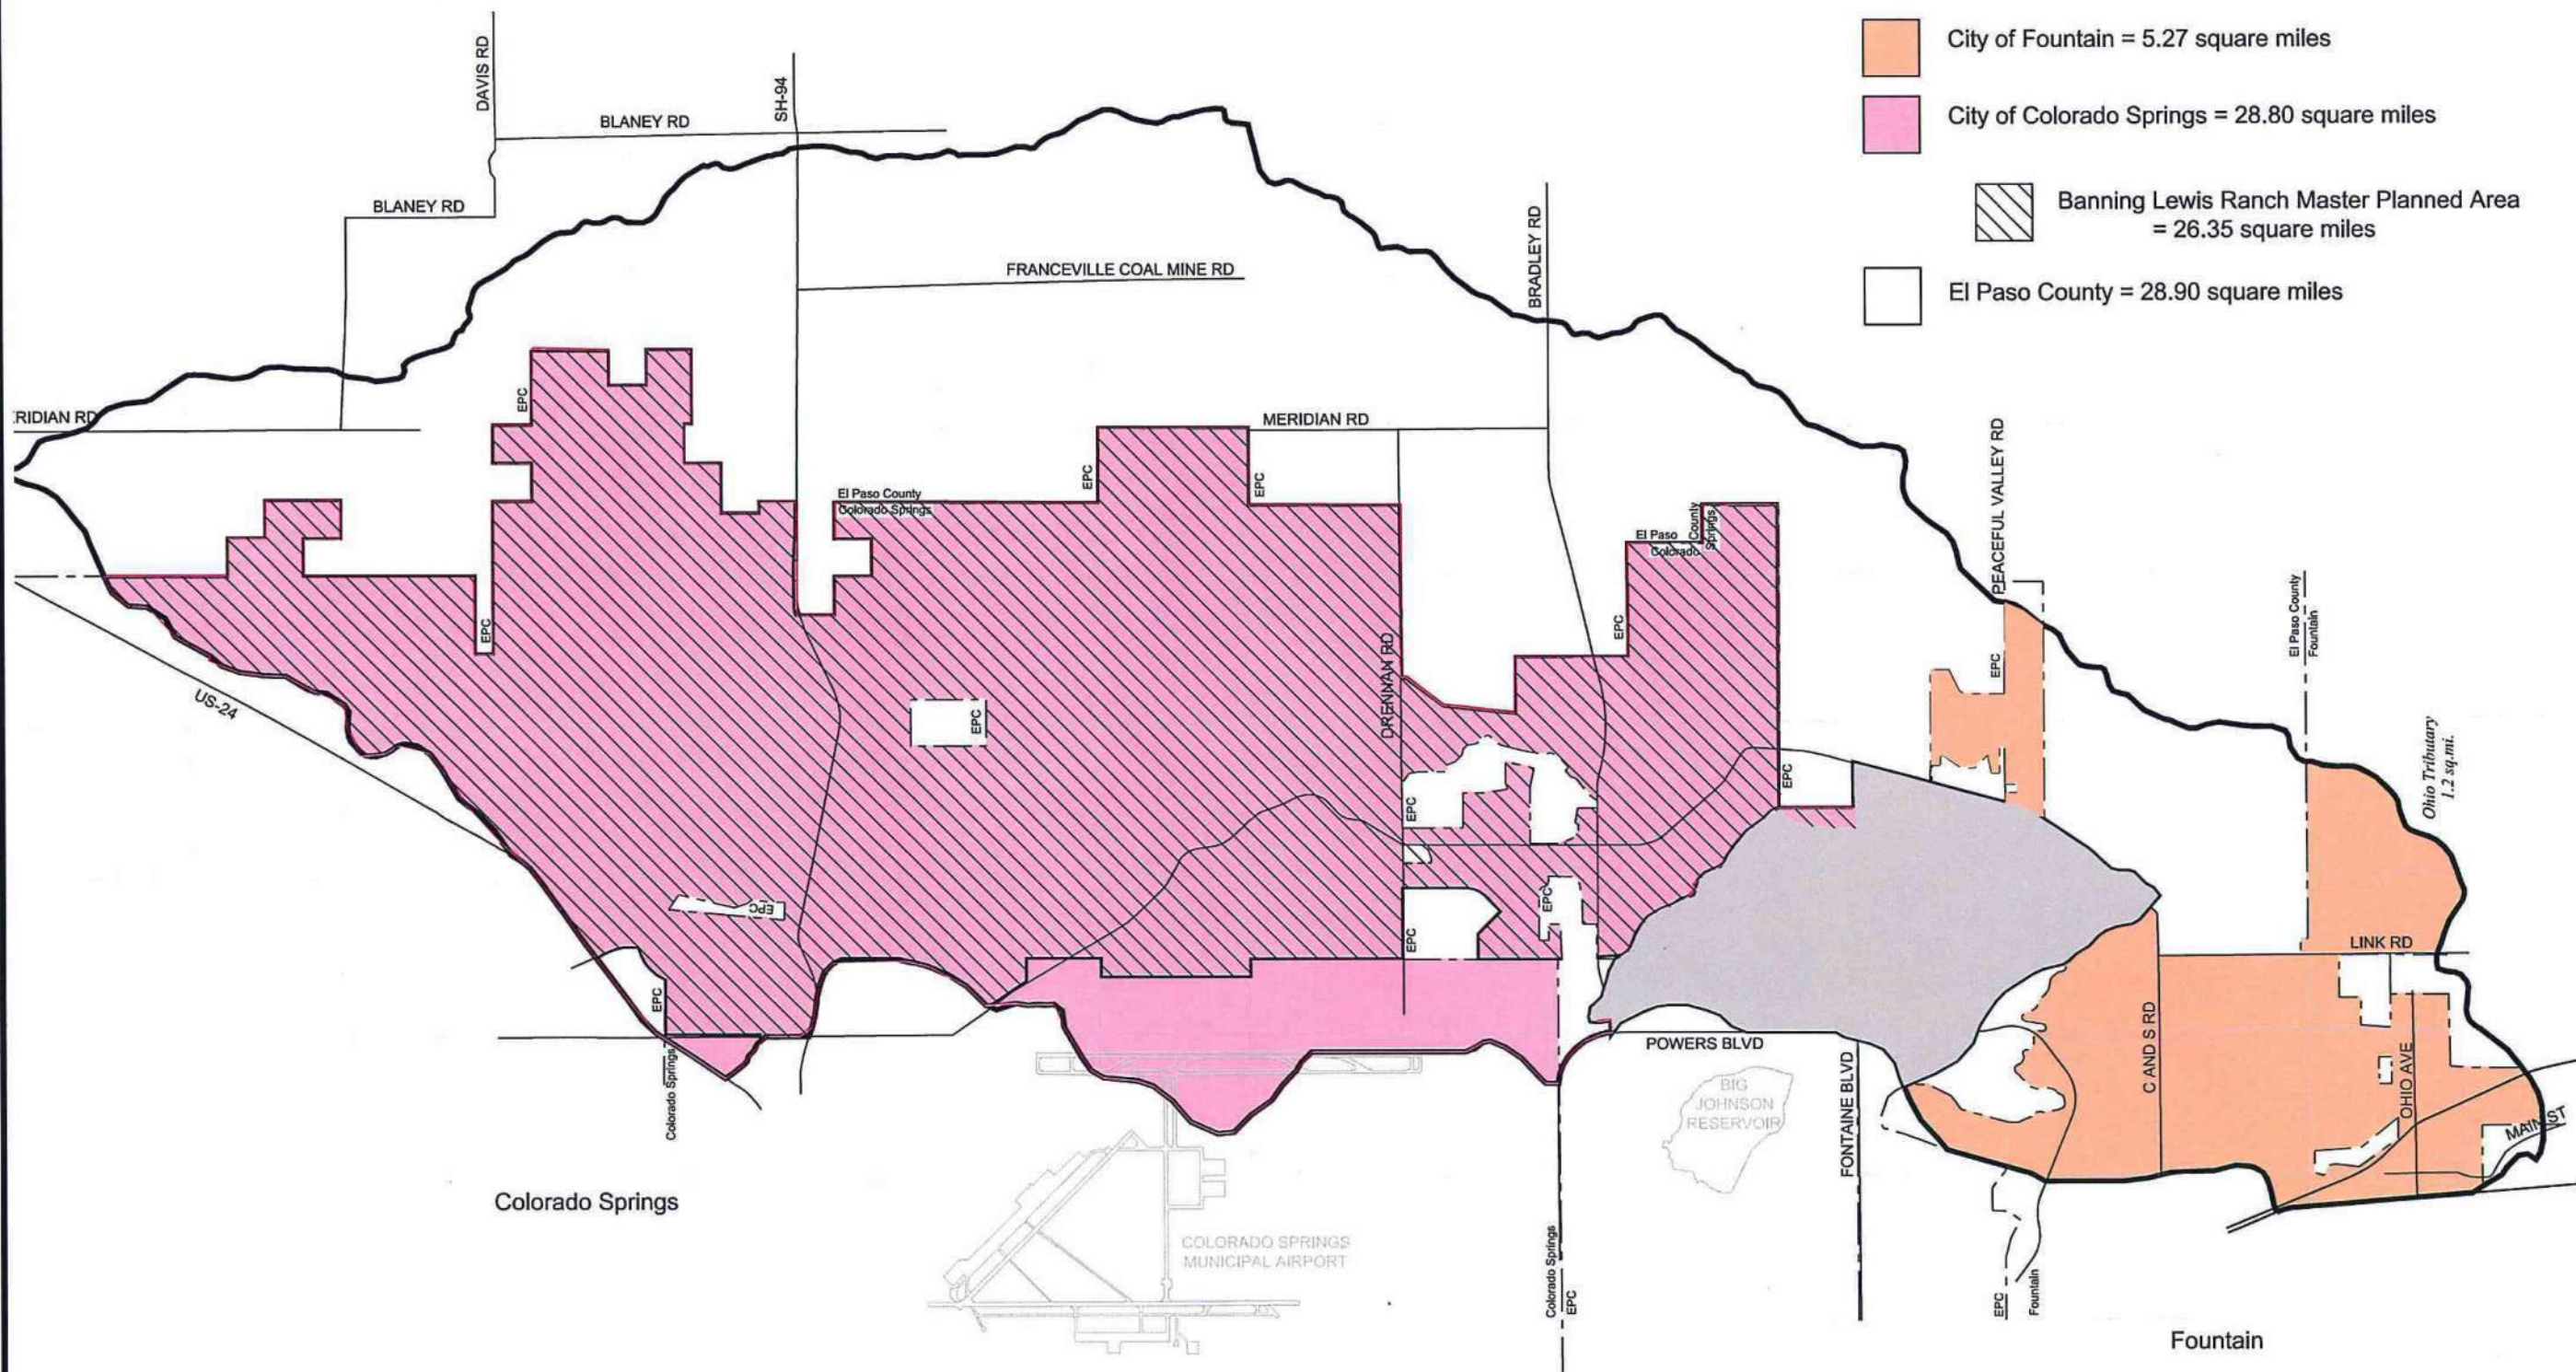 City of Fountain = 5.27 square miles
City of Colorado Springs = 28.80 square miles
Banning Lewis Ranch Master Planned Area
= 26.35 square miles
El Paso County = 28.90 square miles
DAVIS RD
SH-94
BLANEY RD
BLANEY RD
FRANCEVILLE COAL MINE RD
BRADLEY RD
RIDIAN RD
EPC
MERIDIAN RD
PEACEFUL VALLEY RD
EPC
EPC
El Paso County
Colorado Springs
El Paso County
Colorado Springs
El Paso County
Fountain
EPC
EPC
EPC
DRENNAN RD
US-24
EPC
EPC
EPC
Ohio Tributary
1.2 sq.mi.
EPC
EPC
EPC
EPC
LINK RD
EPC
C AND S RD
OHIO AVE
POWERS BLVD
Colorado Springs
FONTAINE BLVD
BIG
JOHNSON
RESERVOIR
MAIN ST
Colorado Springs
COLORADO SPRINGS
MUNICIPAL AIRPORT
Colorado Springs
EPC
EPC
Fountain
Fountain